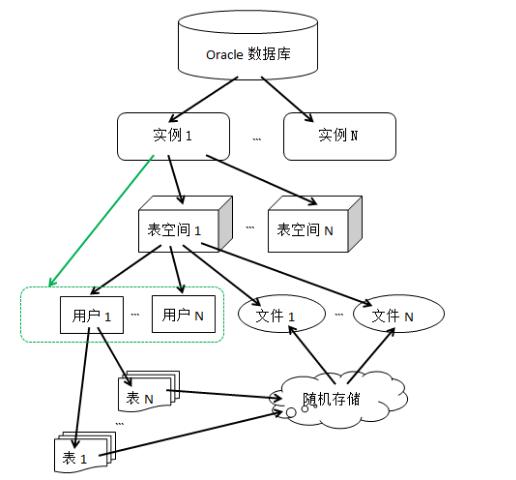 Oracle 数据库
实例 1
...
实例 N
表空间 1
...
表空间 N
用户 1
...
用户 N
文件 1
...
文件 N
表 N
随机存储
...
表 1